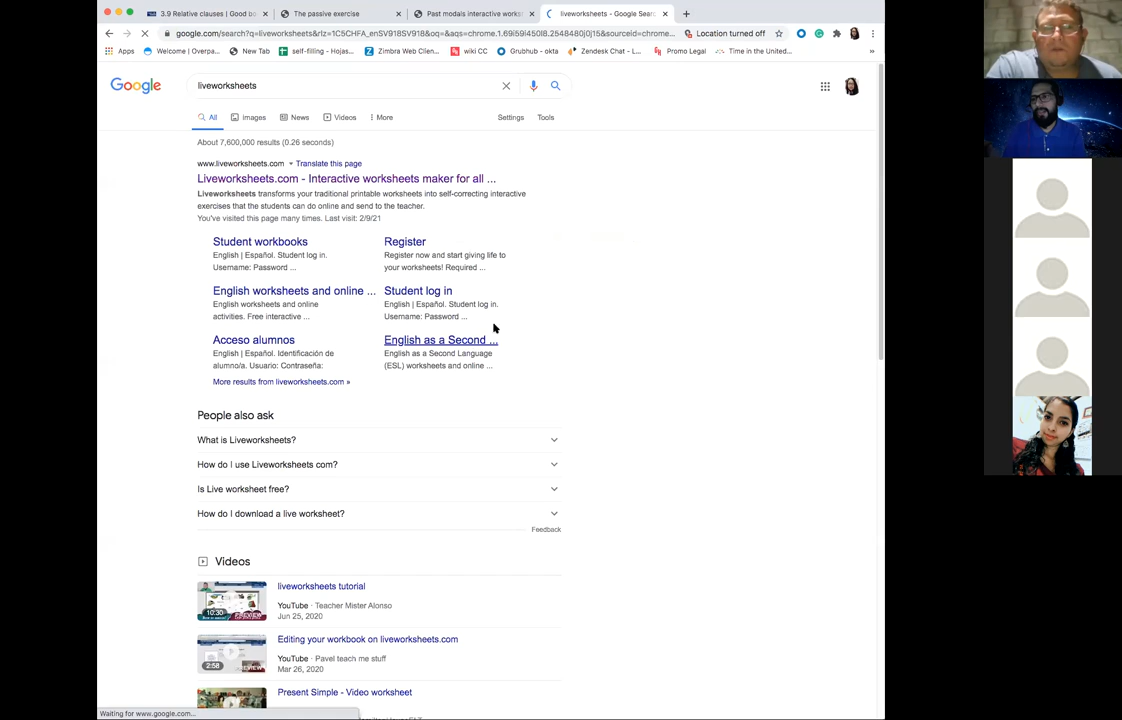 3.9 Relative clauses | Good bo
The passive exercise
Past modals interactive works
liveworksheets - Google Searc
google.com/search?q=liveworksheets&rlz=1C5CHFA_enSV918SV918&oq=&aqs=chrome.1.69i59i450l8.2548480j0j15&sourceid=chrome...
Location turned off
Apps
Welcome | Overpa...
New Tab
self-filling - Hojas...
Zimbra Web Clien...
wiki CC
Grubhub - okta
Zendesk Chat - L...
Promo Legal
Time in the United...
Google
liveworksheets
All
Images
News
Videos
More
Settings
Tools
About 7,600,000 results (0.26 seconds)
www.liveworksheets.com ▾ Translate this page
Liveworksheets.com - Interactive worksheets maker for all ...
Liveworksheets transforms your traditional printable worksheets into self-correcting interactive
exercises that the students can do online and send to the teacher.
You've visited this page many times. Last visit: 2/9/21
Student workbooks
English | Español. Student log in.
Username: Password ...
Register
Register now and start giving life to
your worksheets! Required ...
English worksheets and online ...
English worksheets and online
activities. Free interactive ...
Student log in
English | Español. Student log in.
Username: Password ...
Acceso alumnos
English | Español. Identificación de
alumno/a. Usuario: Contraseña:
English as a Second ...
English as a Second Language
(ESL) worksheets and online ...
More results from liveworksheets.com »
People also ask
What is Liveworksheets?
How do I use Liveworksheets com?
Is Live worksheet free?
How do I download a live worksheet?
Feedback
Videos
liveworksheets tutorial
YouTube · Teacher Mister Alonso
Jun 25, 2020
10:30
PREVIEW
Editing your workbook on liveworksheets.com
YouTube · Pavel teach me stuff
Mar 26, 2020
2:58
PREVIEW
Present Simple - Video worksheet
Waiting for www.google.com...